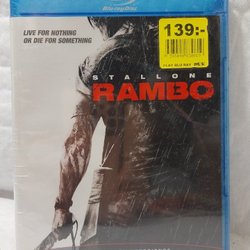 Blu-ray Disc
LIVE FOR NOTHING
OR DIE FOR SOMETHING
139:-
STALLONE
RAMBO